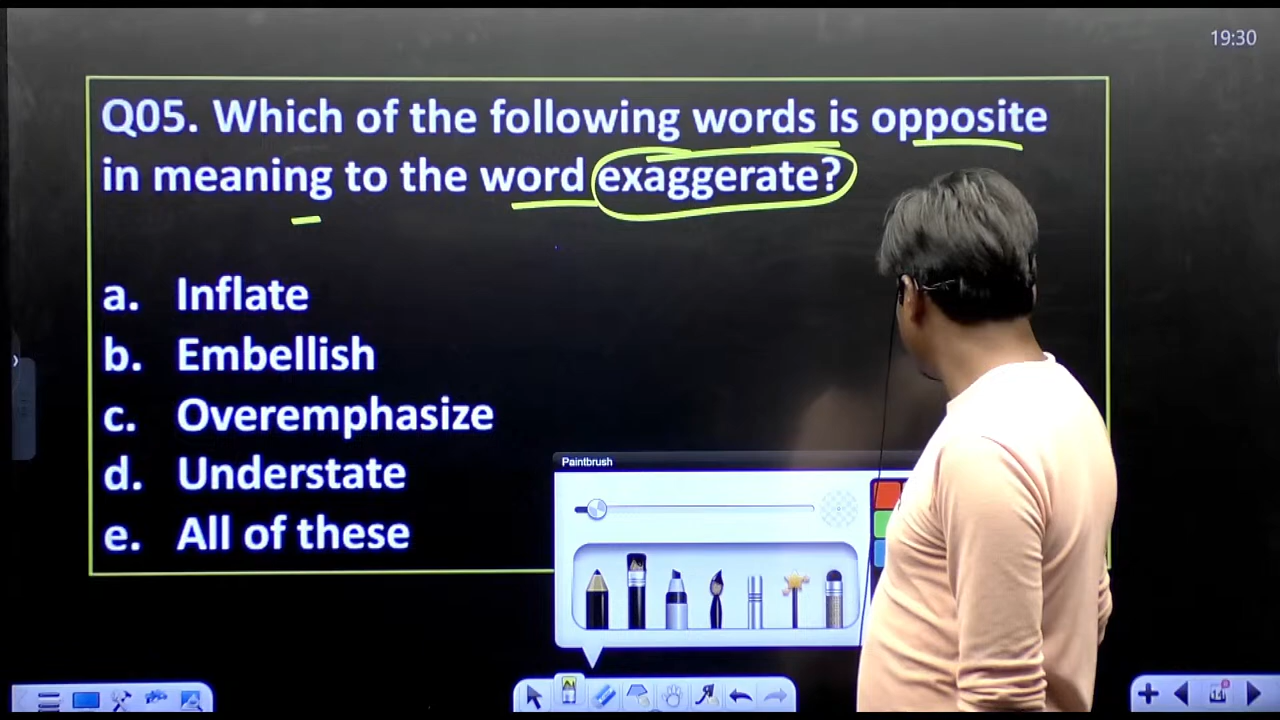 19:30
Q05. Which of the following words is opposite
in meaning to the word exaggerate?
a. Inflate
b. Embellish
c. Overemphasize
d. Understate
e. All of these
Paintbrush
14